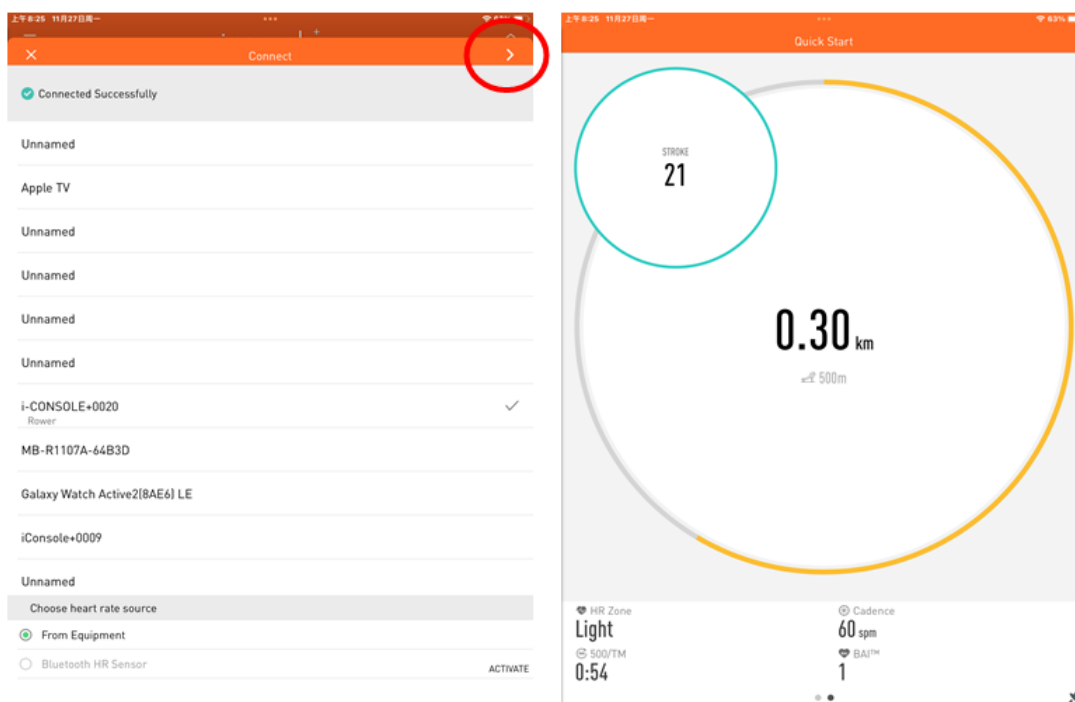 上午8:25 11月27日周一
Connect
Connected Successfully
Unnamed
Apple TV
Unnamed
Unnamed
Unnamed
Unnamed
i-CONSOLE+0020
Rower
MB-R1107A-64B3D
Galaxy Watch Active2(8AE6) LE
iConsole+0009
Unnamed
Choose heart rate source
From Equipment
Bluetooth HR Sensor
ACTIVATE
上午8:25 11月27日周一
63%
Quick Start
STROKE
21
0.30 km
500m
HR Zone
Light
Cadence
60 spm
500/TM
0:54
BAI™
1